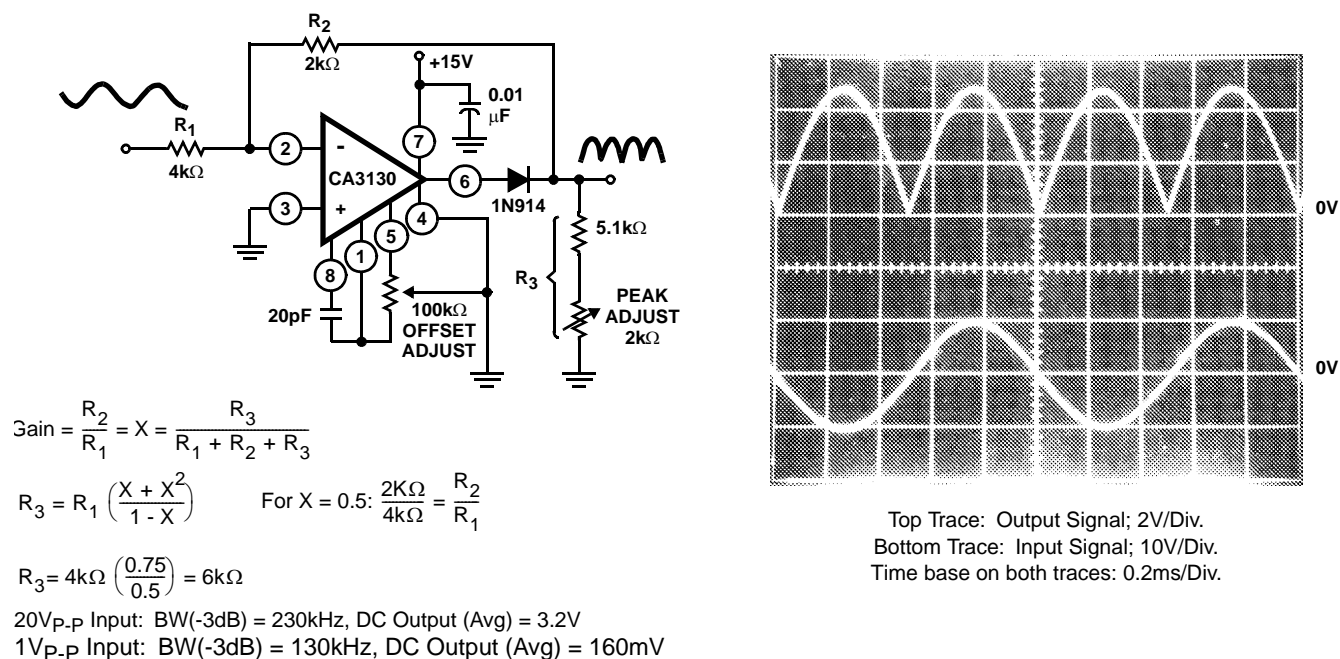 R2
2kΩ
+15V
0.01
μF
R1
4kΩ
2
-
7
CA3130
6
1N914
3
+
4
5
1
8
5.1kΩ
R3
20pF
100kΩ
OFFSET
ADJUST
PEAK
ADJUST
2kΩ
Gain = R2/R1 = X = R3/(R1 + R2 + R3)
R3 = R1 ((X + X²)/(1 - X))
For X = 0.5: 2KΩ/4kΩ = R2/R1
R3 = 4kΩ (0.75/0.5) = 6kΩ
20VP-P Input: BW(-3dB) = 230kHz, DC Output (Avg) = 3.2V
1VP-P Input: BW(-3dB) = 130kHz, DC Output (Avg) = 160mV
0V
0V
Top Trace: Output Signal; 2V/Div.
Bottom Trace: Input Signal; 10V/Div.
Time base on both traces: 0.2ms/Div.